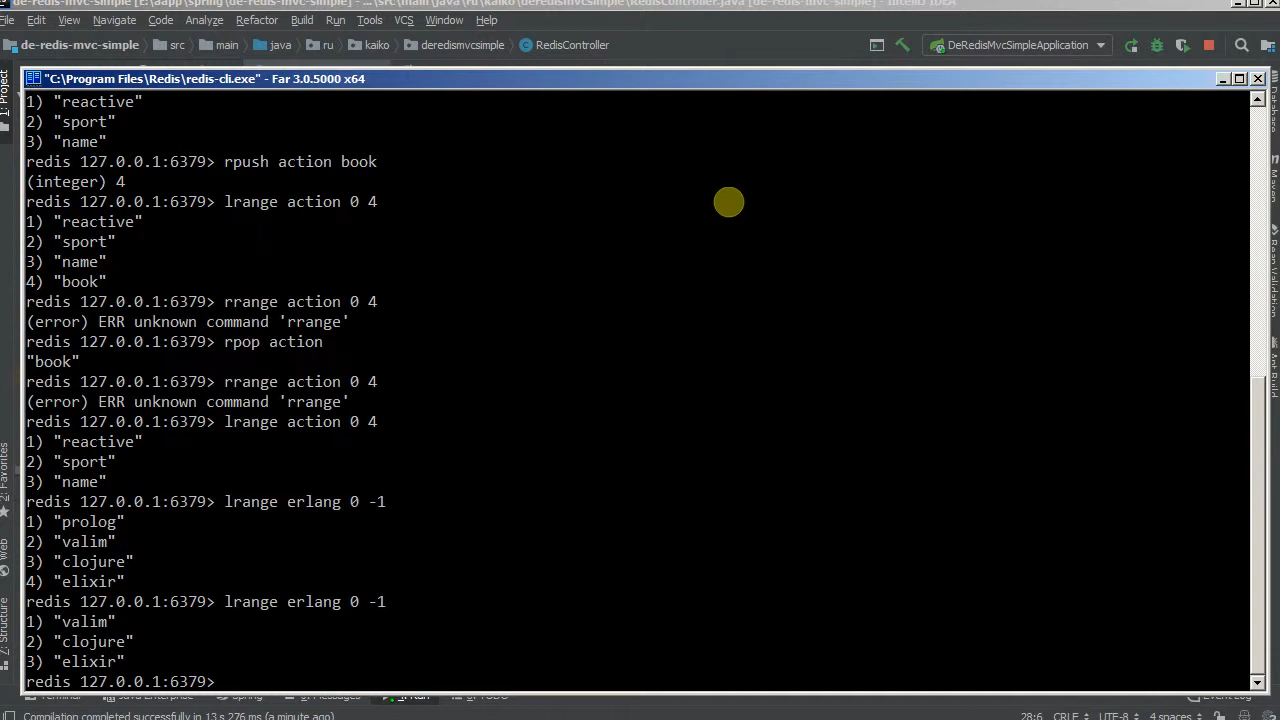 de-redis-mvc-simple [E:\aapp\spring\de-redis-mvc-simple] - ...\src\main\java\ru\kaiko\deredismvcsimple\RedisController.java [de-redis-mvc-simple] - IntelliJ IDEA
File Edit View Navigate Code Analyze Refactor Build Run Tools VCS Window Help
de-redis-mvc-simple src main java ru kaiko deredismvcsimple RedisController DeRedisMvcSimpleApplication
"C:\Program Files\Redis\redis-cli.exe" - Far 3.0.5000 x64
1) "reactive"
2) "sport"
3) "name"
redis 127.0.0.1:6379> rpush action book
(integer) 4
redis 127.0.0.1:6379> lrange action 0 4
1) "reactive"
2) "sport"
3) "name"
4) "book"
redis 127.0.0.1:6379> rrange action 0 4
(error) ERR unknown command 'rrange'
redis 127.0.0.1:6379> rpop action
"book"
redis 127.0.0.1:6379> rrange action 0 4
(error) ERR unknown command 'rrange'
redis 127.0.0.1:6379> lrange action 0 4
1) "reactive"
2) "sport"
3) "name"
redis 127.0.0.1:6379> lrange erlang 0 -1
1) "prolog"
2) "valim"
3) "clojure"
4) "elixir"
redis 127.0.0.1:6379> lrange erlang 0 -1
1) "valim"
2) "clojure"
3) "elixir"
redis 127.0.0.1:6379>
1: Project
2: Favorites
Web
Structure
Database
Maven
Bean Validation
Ant Build
Compilation completed successfully in 13 s 276 ms (a minute ago)
28:6 CRLF UTF-8 4 spaces